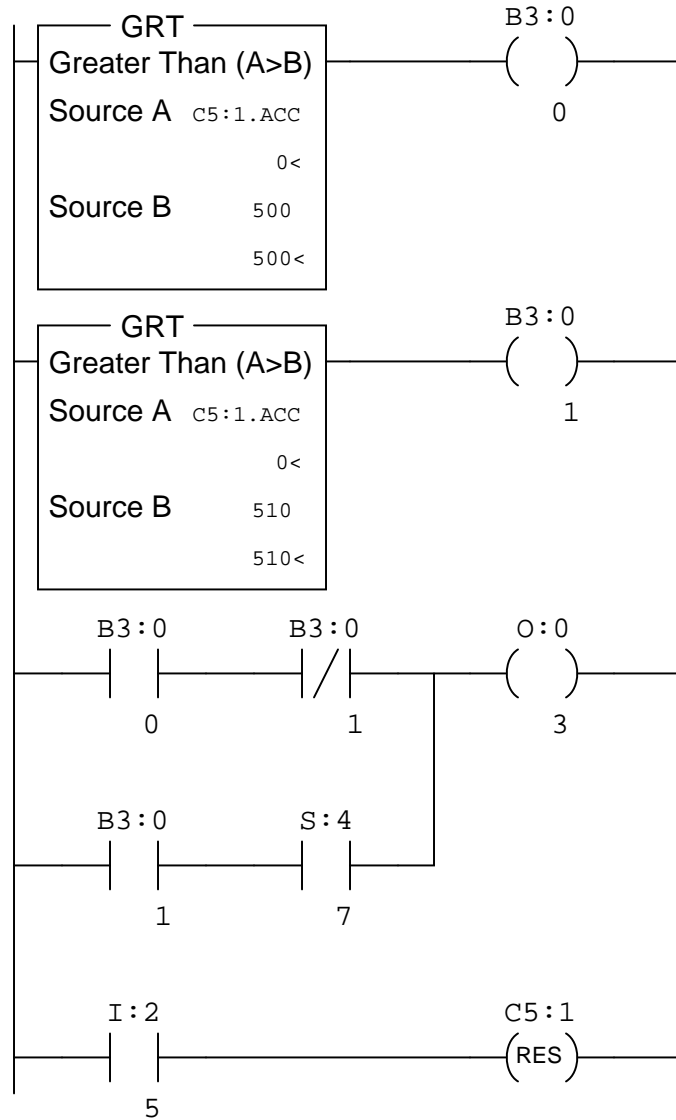 GRT
B3:0
Greater Than (A>B)
0
Source A C5:1.ACC
0<
Source B 500
500<
GRT
B3:0
Greater Than (A>B)
1
Source A C5:1.ACC
0<
Source B 510
510<
B3:0 B3:0 O:0
0 1 3
B3:0 S:4
1 7
I:2 C5:1
RES
5